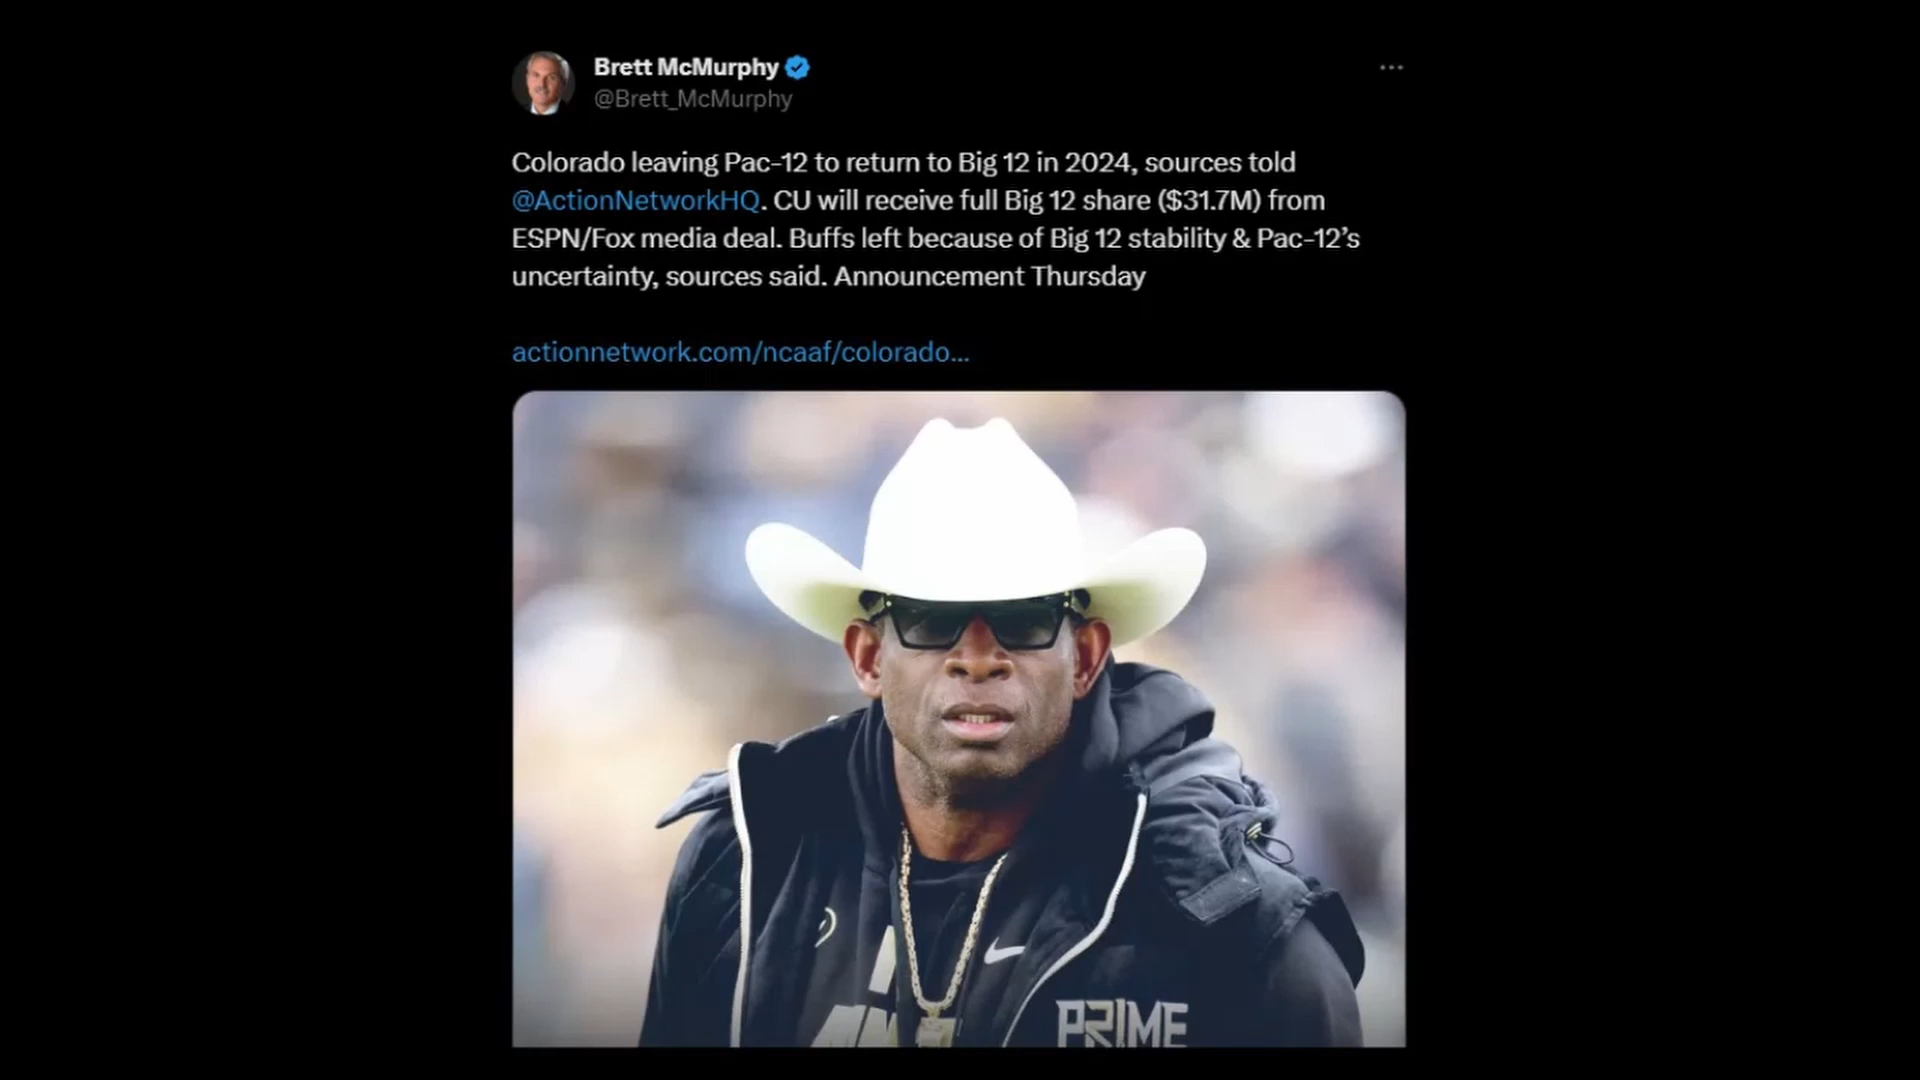 Brett McMurphy
@Brett_McMurphy
Colorado leaving Pac-12 to return to Big 12 in 2024, sources told
@ActionNetworkHQ. CU will receive full Big 12 share ($31.7M) from
ESPN/Fox media deal. Buffs left because of Big 12 stability & Pac-12’s
uncertainty, sources said. Announcement Thursday
actionnetwork.com/ncaaf/colorado...
PRIME